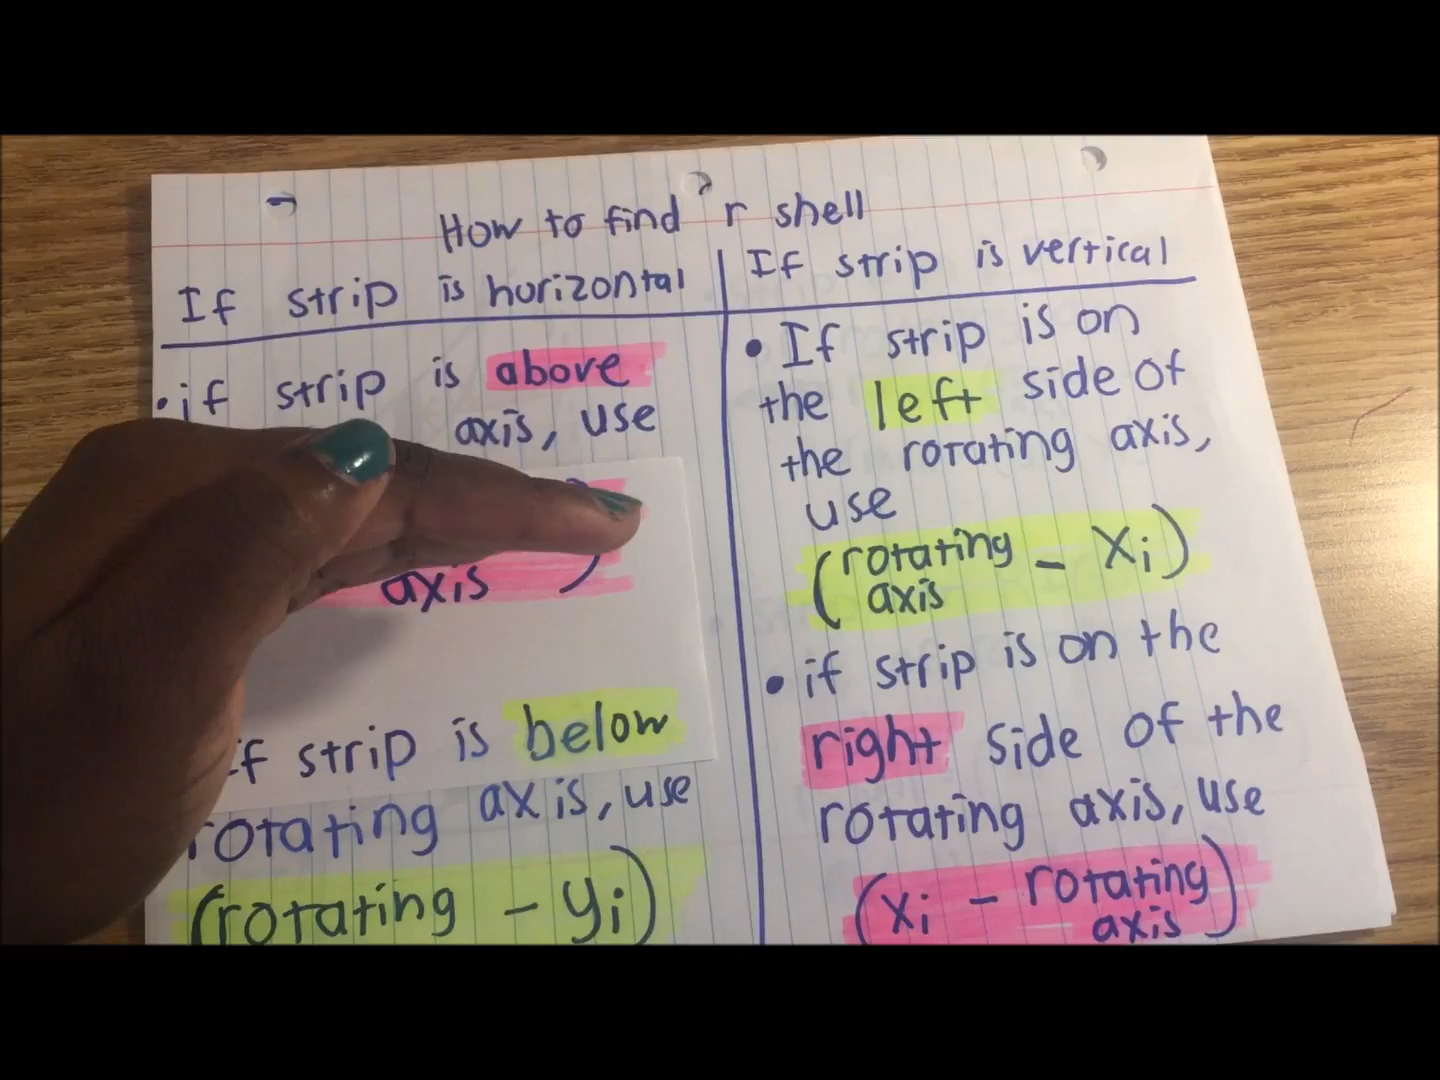 How to find r shell
If strip is horizontal
• if strip is above
axis, use
)
axis
if strip is below
rotating axis, use
(rotating - yi)
If strip is vertical
• If strip is on
the left side of
the rotating axis,
use
(rotating - xi)
axis
• if strip is on the
right side of the
rotating axis, use
(xi - rotating)
axis